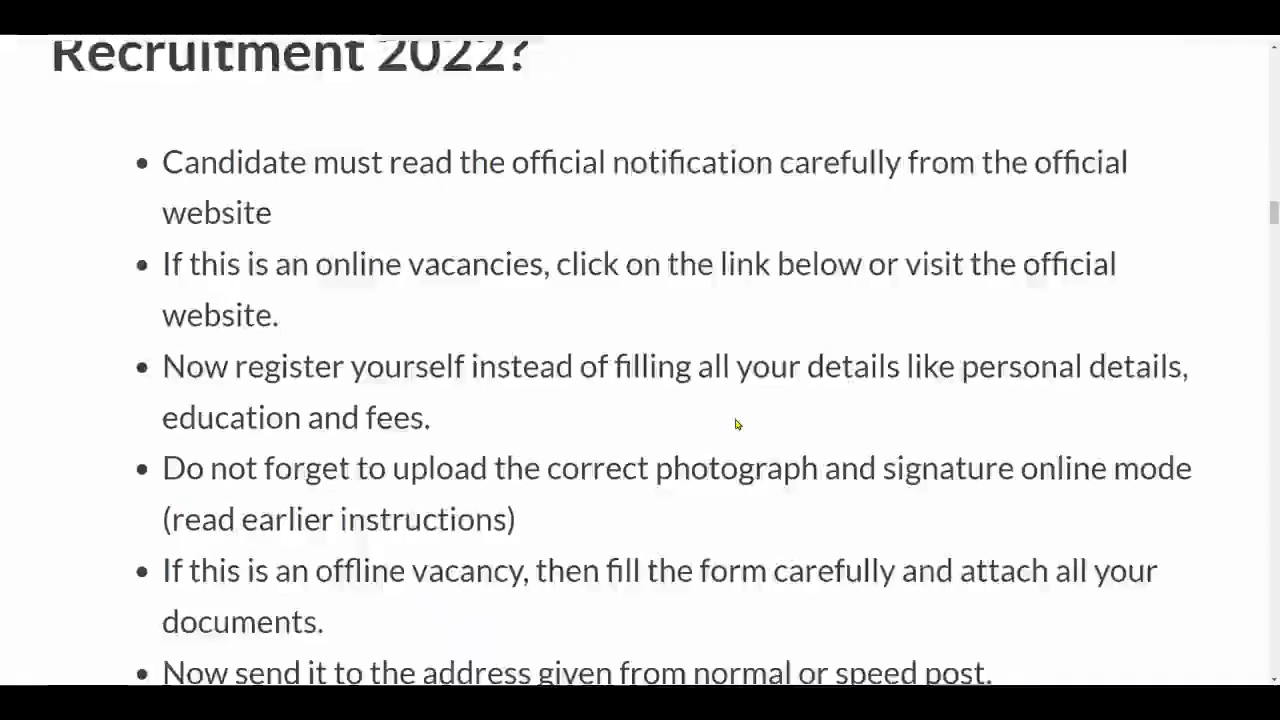 Recruitment 2022?
• Candidate must read the official notification carefully from the official
website
• If this is an online vacancies, click on the link below or visit the official
website.
• Now register yourself instead of filling all your details like personal details,
education and fees.
• Do not forget to upload the correct photograph and signature online mode
(read earlier instructions)
• If this is an offline vacancy, then fill the form carefully and attach all your
documents.
• Now send it to the address given from normal or speed post.